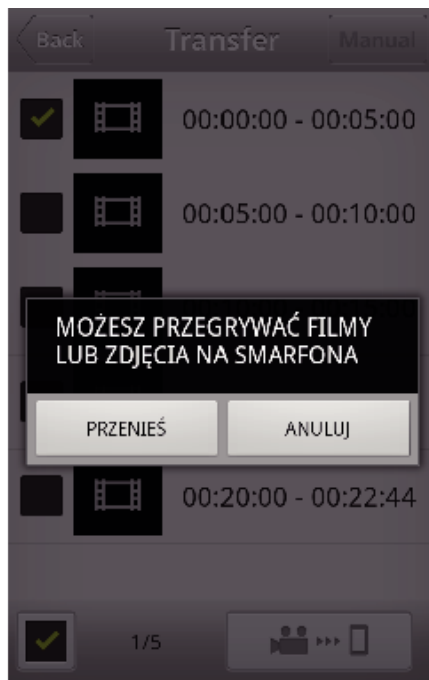 Back Transfer Manual
00:00:00 - 00:05:00
00:05:00 - 00:10:00
MOŻESZ PRZEGRYWAĆ FILMY
LUB ZDJĘCIA NA SMARFONA
PRZENIEŚ ANULUJ
00:20:00 - 00:22:44
1/5